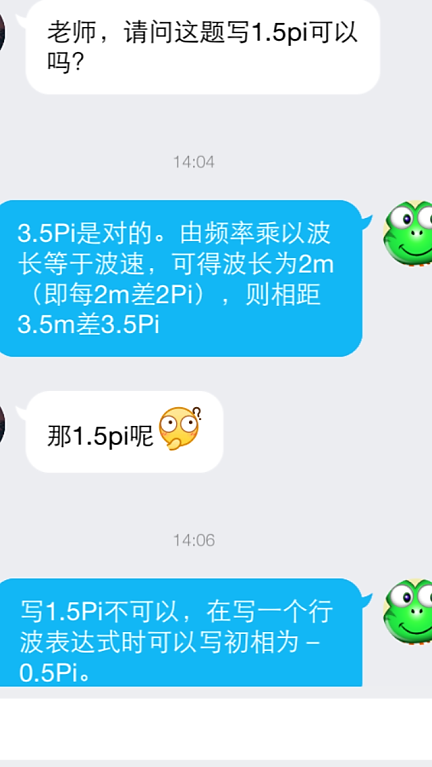 老师，请问这题写1.5pi可以
吗？
14:04
3.5Pi是对的。由频率乘以波
长等于波速，可得波长为2m
（即每2m差2Pi），则相距
3.5m差3.5Pi
那1.5pi呢
14:06
写1.5Pi不可以，在写一个行
波表达式时可以写初相为－
0.5Pi。